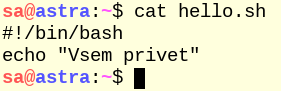 sa@astra:~$ cat hello.sh
#!/bin/bash
echo "Vsem privet"
sa@astra:~$